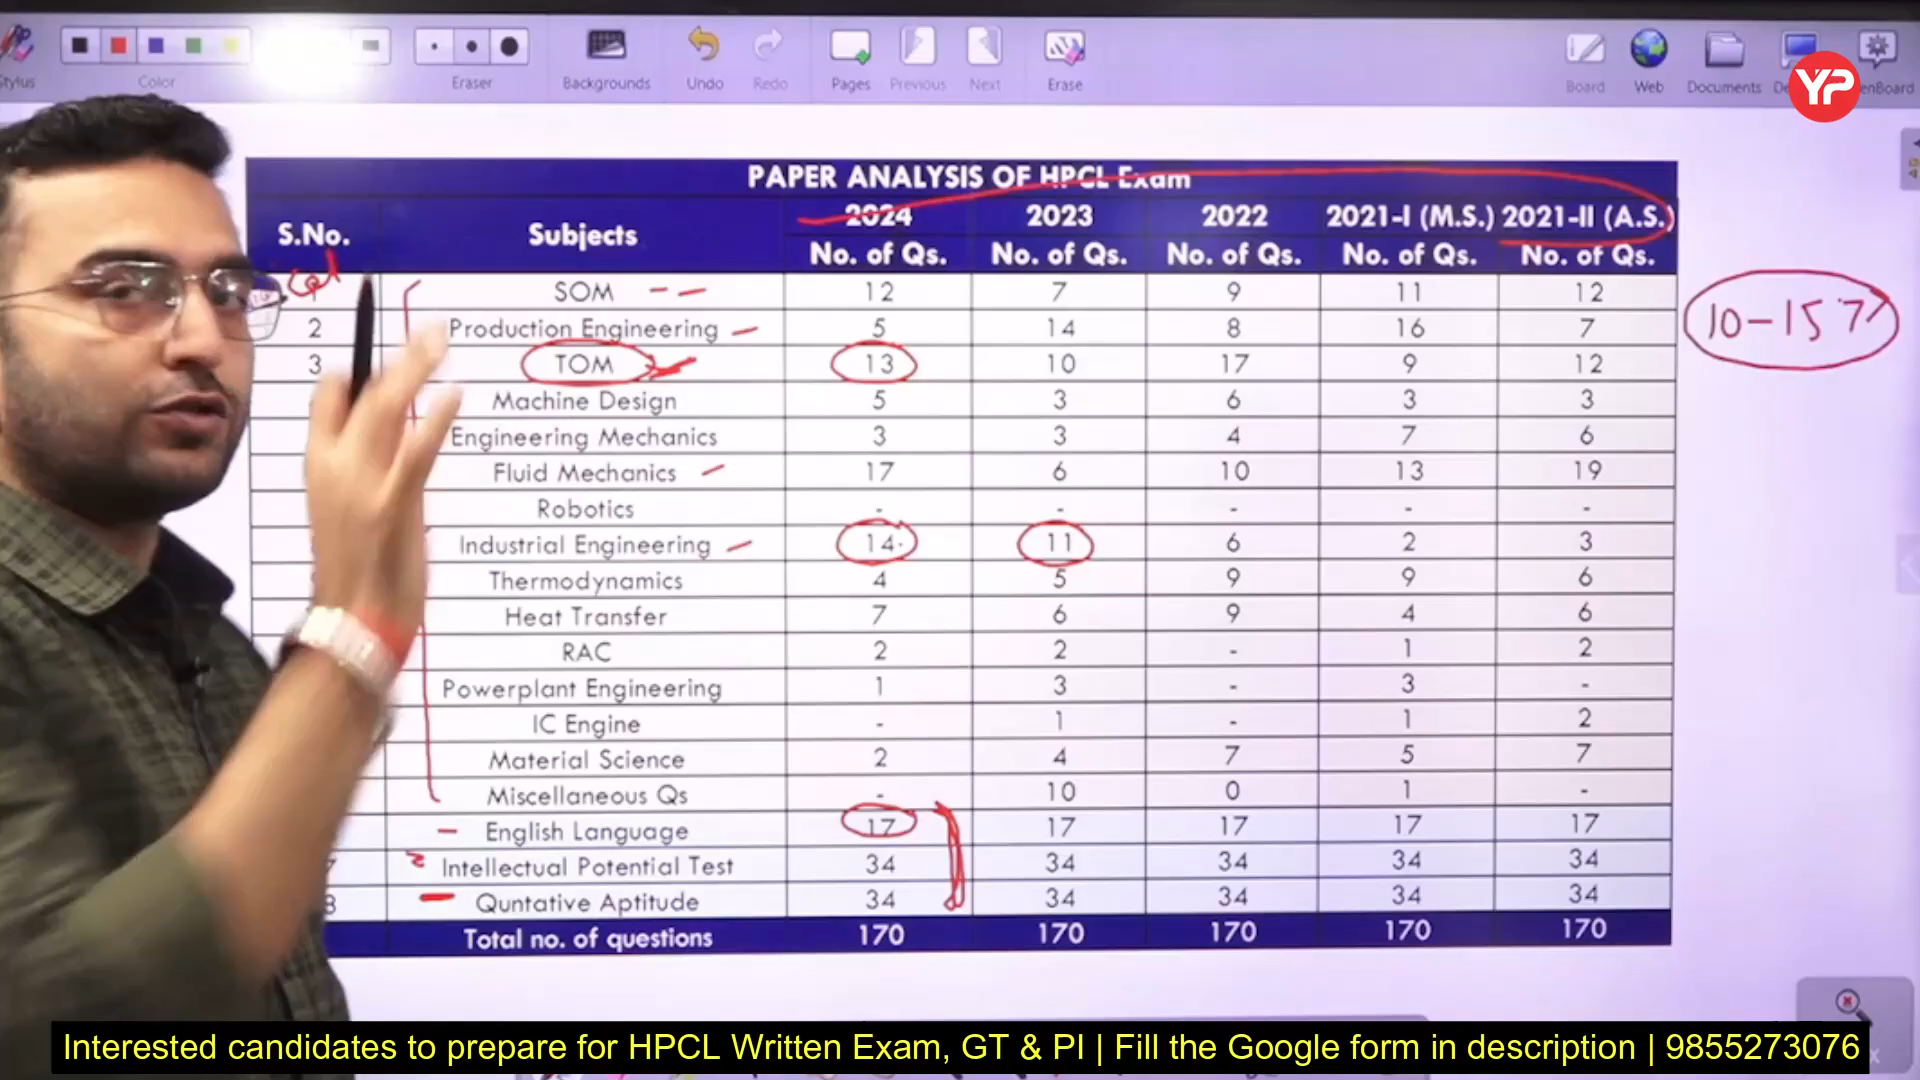 Stylus
Color
Eraser
Backgrounds
Undo
Redo
Pages
Previous
Next
Erase
Board
Web
Documents
YP
PAPER ANALYSIS OF HPCL Exam
S.No. Subjects 2024 2023 2022 2021-I (M.S.) 2021-II (A.S.)
No. of Qs. No. of Qs. No. of Qs. No. of Qs. No. of Qs.
1 SOM 12 7 9 11 12
2 Production Engineering 5 14 8 16 7
10-15
3 TOM 13 10 17 9 12
Machine Design 5 3 6 3 3
Engineering Mechanics 3 3 4 7 6
Fluid Mechanics 17 6 10 13 19
Robotics - - - - -
Industrial Engineering 14 11 6 2 3
Thermodynamics 4 5 9 9 6
Heat Transfer 7 6 9 4 6
RAC 2 2 - 1 2
Powerplant Engineering 1 3 - 3 -
IC Engine - 1 - 1 2
Material Science 2 4 7 5 7
Miscellaneous Qs - 10 0 1 -
English Language 17 17 17 17 17
7 Intellectual Potential Test 34 34 34 34 34
8 Quntative Aptitude 34 34 34 34 34
Total no. of questions 170 170 170 170 170
Interested candidates to prepare for HPCL Written Exam, GT & PI | Fill the Google form in description | 9855273076